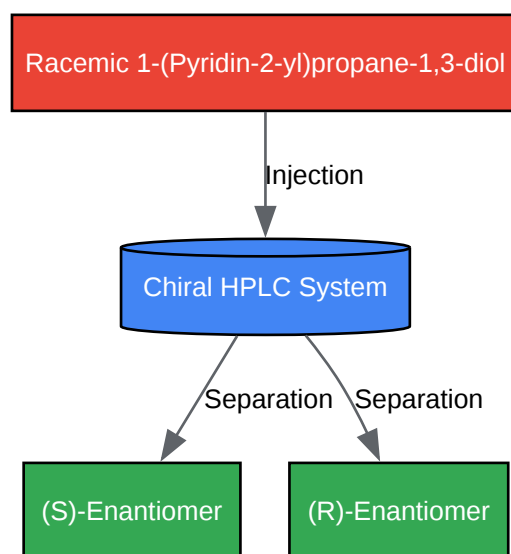 Racemic 1-(Pyridin-2-yl)propane-1,3-diol
Injection
Chiral HPLC System
Separation
Separation
(S)-Enantiomer
(R)-Enantiomer